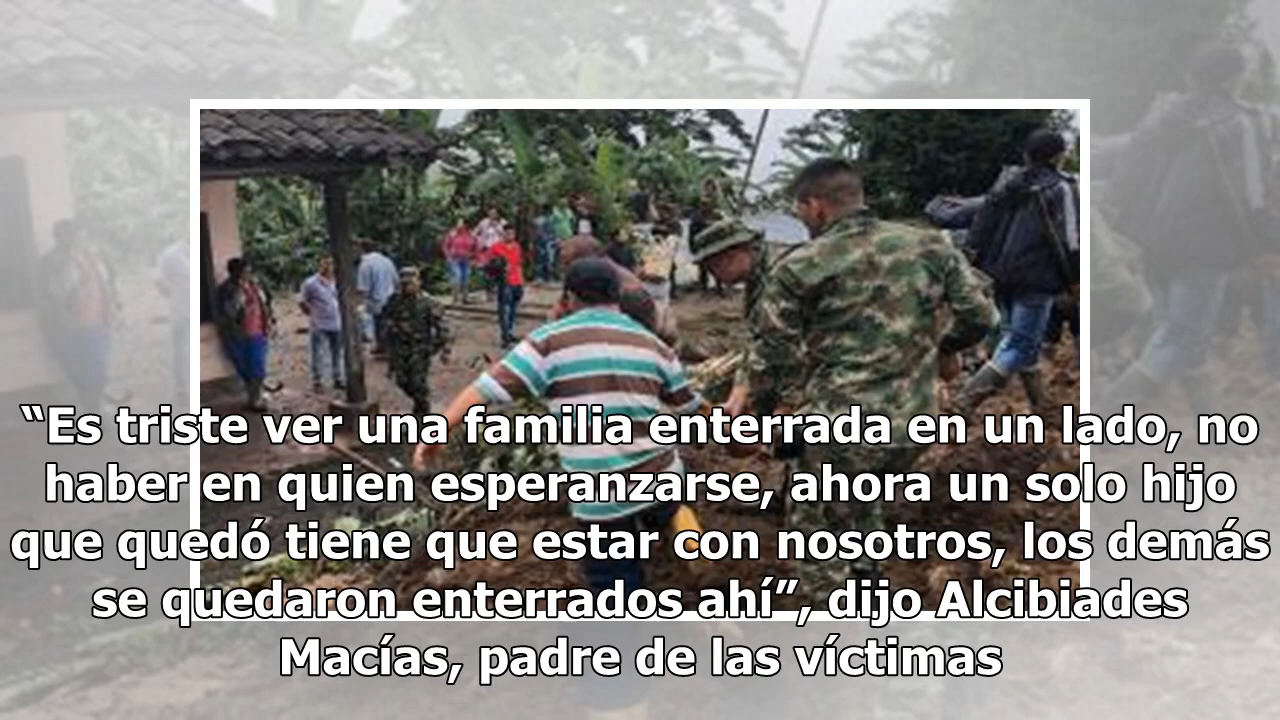 “Es triste ver una familia enterrada en un lado, no
haber en quien esperanzarse, ahora un solo hijo
que quedó tiene que estar con nosotros, los demás
se quedaron enterrados ahí”, dijo Alcibiades
Macías, padre de las víctimas